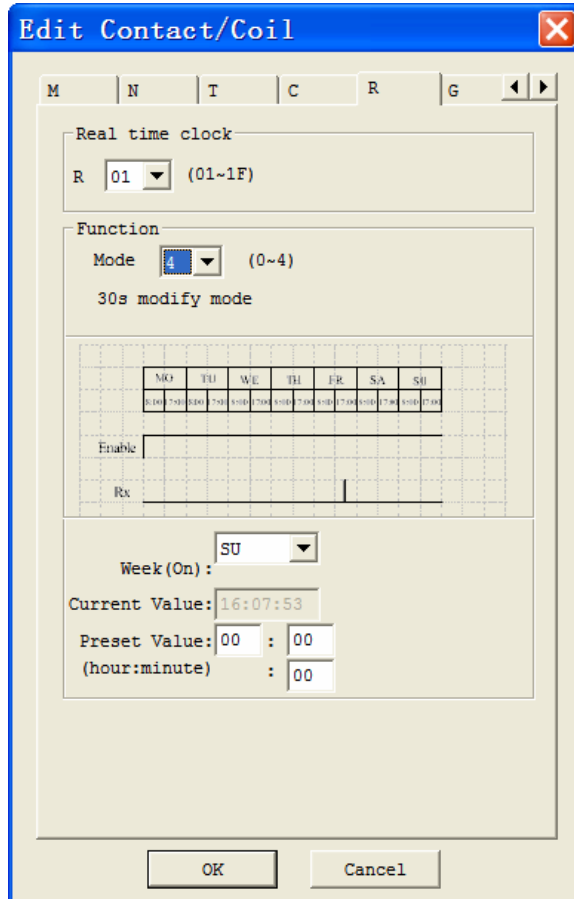 Edit Contact/Coil
M N T C R G
Real time clock
R 01 (01~1F)
Function
Mode 4 (0~4)
30s modify mode
MO TU WE TH FR SA SU
Enable
Rx
SU
Week(On):
Current Value: 16:07:53
Preset Value: 00 : 00
(hour:minute) : 00
OK Cancel